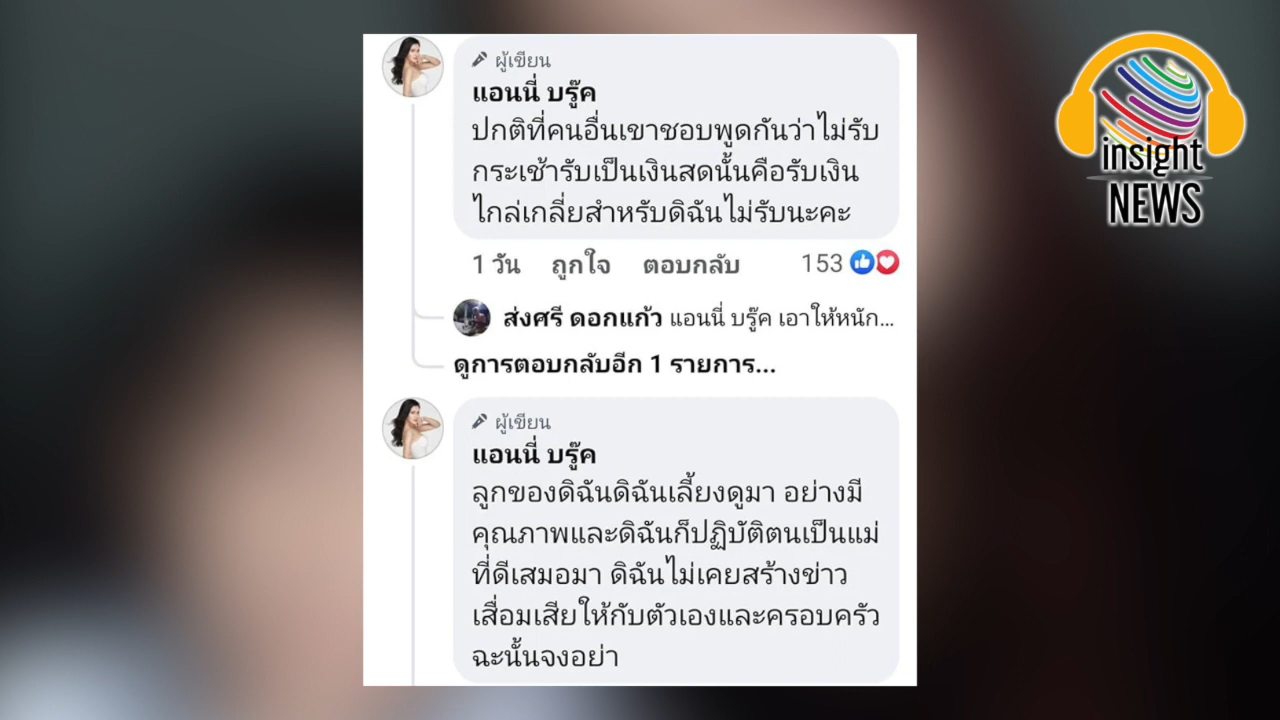 ผู้เขียน
แอนนี่ บรู๊ค
ปกติที่คนอื่นเขาชอบพูดกันว่าไม่รับ
กระเช้ารับเป็นเงินสดนั้นคือรับเงิน
ไกล่เกลี่ยสำหรับดิฉันไม่รับนะคะ
1 วัน ถูกใจ ตอบกลับ 153
ส่งศรี ดอกแก้ว แอนนี่ บรู๊ค เอาให้หนัก...
ดูการตอบกลับอีก 1 รายการ...
ผู้เขียน
แอนนี่ บรู๊ค
ลูกของดิฉันดิฉันเลี้ยงดูมา อย่างมี
คุณภาพและดิฉันก็ปฏิบัติตนเป็นแม่
ที่ดีเสมอมา ดิฉันไม่เคยสร้างข่าว
เสื่อมเสียให้กับตัวเองและครอบครัว
ฉะนั้นจงอย่า
insight
NEWS